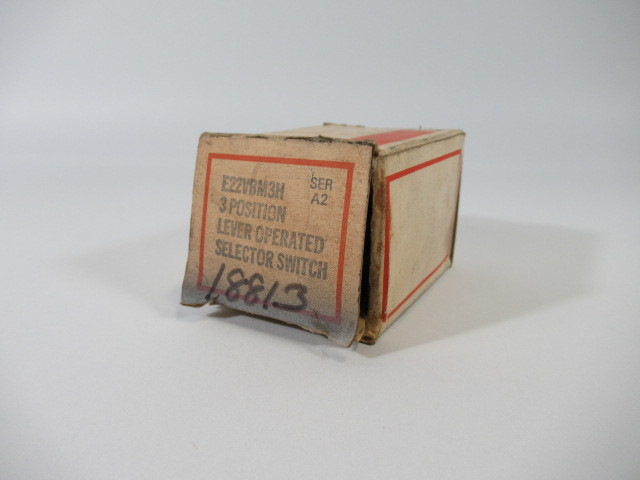 E22VBM3H SER
3 POSITION A2
LEVER OPERATED
SELECTOR SWITCH
18813